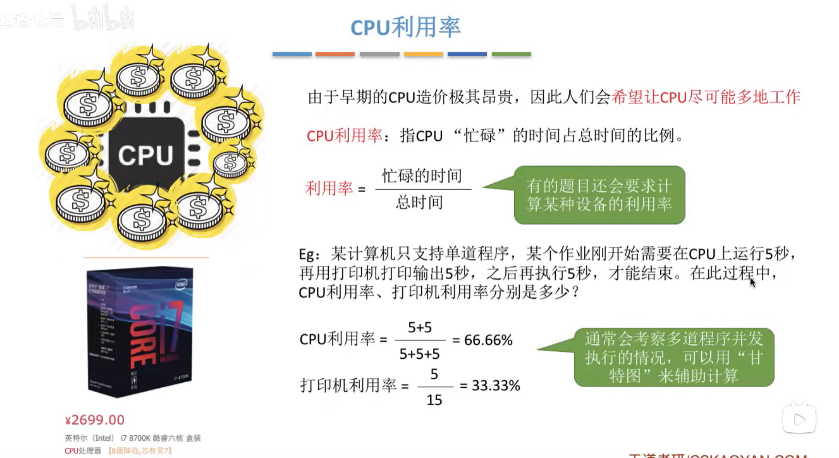 bilibili
CPU利用率
由于早期的CPU造价极其昂贵，因此人们会希望让CPU尽可能多地工作
CPU利用率：指CPU “忙碌”的时间占总时间的比例。
利用率 = 忙碌的时间
总时间
有的题目还会要求计
算某种设备的利用率
CPU
Eg：某计算机只支持单道程序，某个作业刚开始需要在CPU上运行5秒，
再用打印机打印输出5秒，之后再执行5秒，才能结束。在此过程中，
CPU利用率、打印机利用率分别是多少？
CPU利用率 = 5+5
5+5+5
= 66.66%
打印机利用率 = 5
15
= 33.33%
通常会考察多道程序并发
执行的情况，可以用“甘
特图”来辅助计算
intel
CORE i7
¥2699.00
英特尔（Intel） i7 8700K 酷睿六核 盒装
CPU处理器